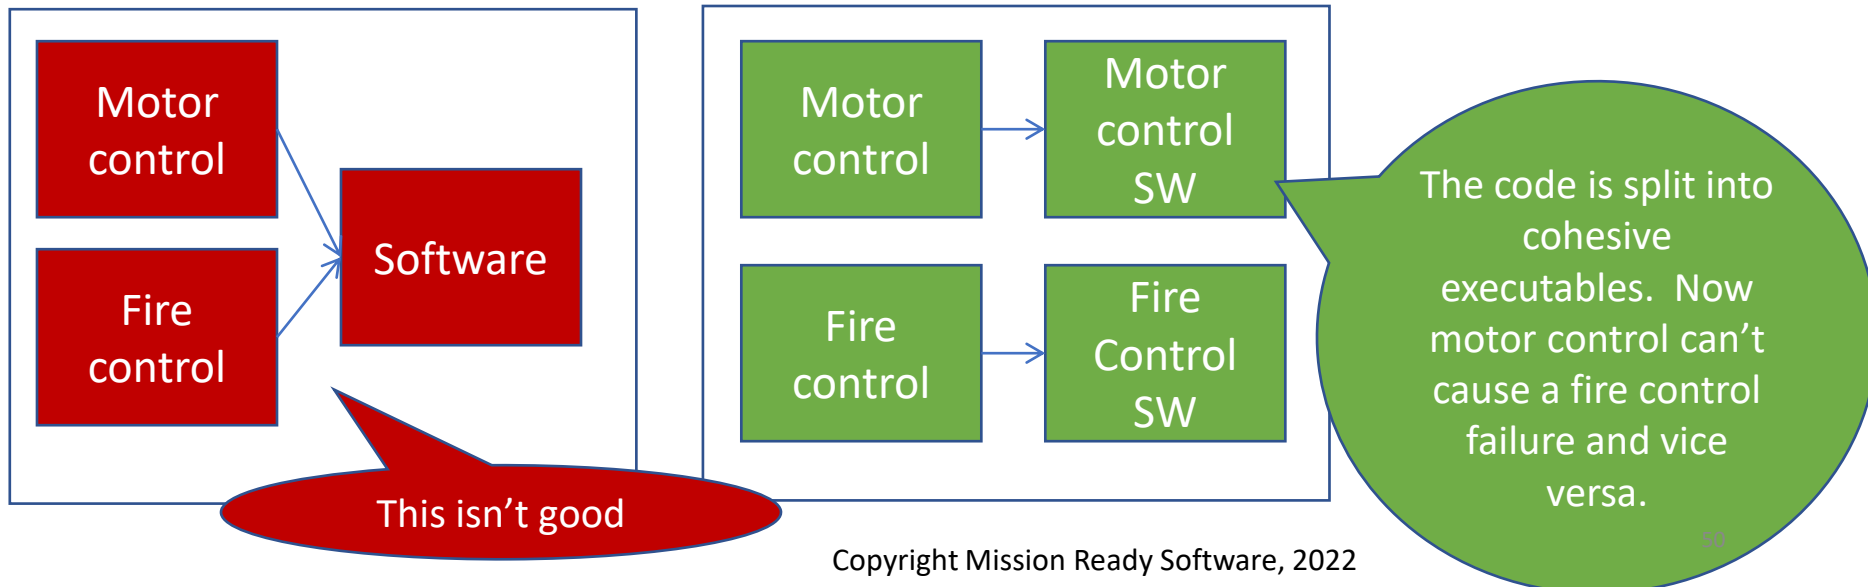 Motor
control
Fire
control
Software
This isn’t good
Motor
control
Motor
control
SW
Fire
control
Fire
Control
SW
The code is split into
cohesive
executables.  Now
motor control can’t
cause a fire control
failure and vice
versa.
Copyright Mission Ready Software, 2022
50